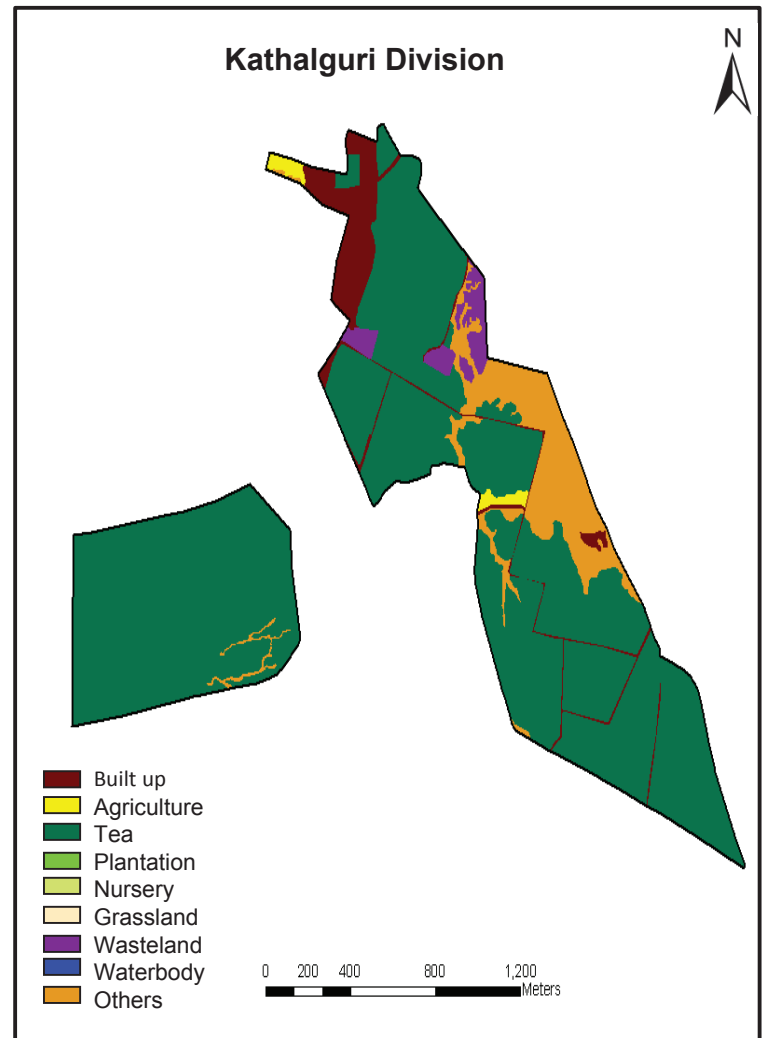 Kathalguri Division
N
Built up
Agriculture
Tea
Plantation
Nursery
Grassland
Wasteland
Waterbody
Others
0 200 400 800 1,200
Meters